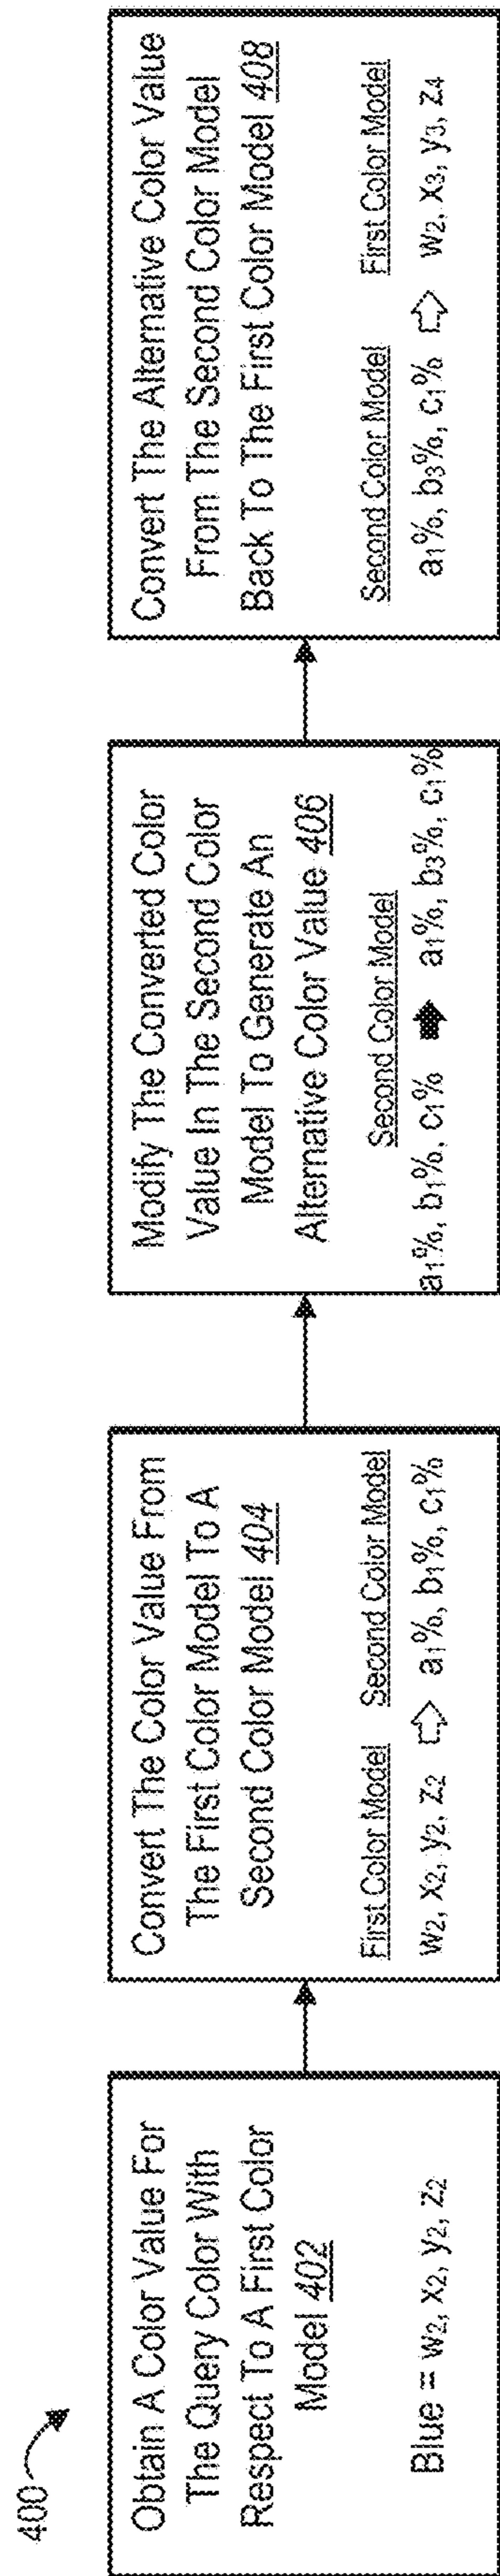 400
Obtain A Color Value For
The Query Color With
Respect To A First Color
Model 402
Blue = w₂, x₂, y₂, z₂
Convert The Color Value From
The First Color Model To A
Second Color Model 404
First Color Model Second Color Model
w₂, x₂, y₂, z₂ ⇨ a₁%, b₁%, c₁%
Modify The Converted Color
Value In The Second Color
Model To Generate An
Alternative Color Value 406
Second Color Model
a₁%, b₁%, c₁% ➡ a₁%, b₃%, c₁%
Convert The Alternative Color Value
From The Second Color Model
Back To The First Color Model 408
Second Color Model First Color Model
a₁%, b₃%, c₁% ⇨ w₂, x₃, y₃, z₄